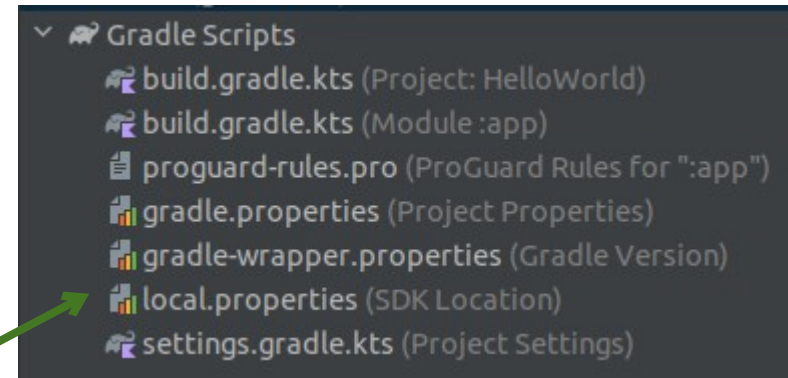 Gradle Scripts
build.gradle.kts (Project: HelloWorld)
build.gradle.kts (Module :app)
proguard-rules.pro (ProGuard Rules for ":app")
gradle.properties (Project Properties)
gradle-wrapper.properties (Gradle Version)
local.properties (SDK Location)
settings.gradle.kts (Project Settings)